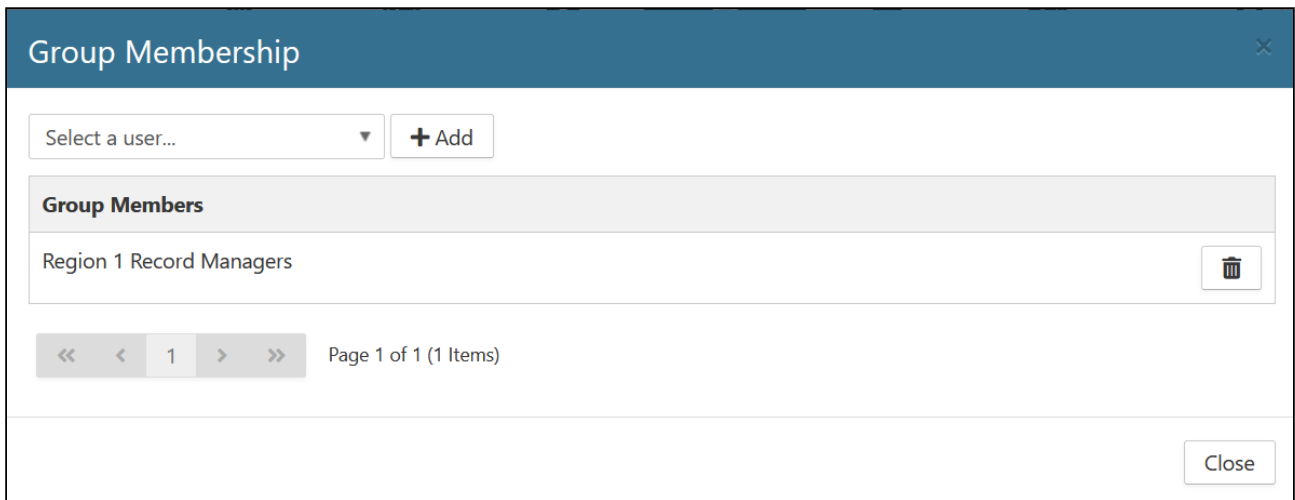 Group Membership
Select a user...
Add
Group Members
Region 1 Record Managers
1
Page 1 of 1 (1 Items)
Close